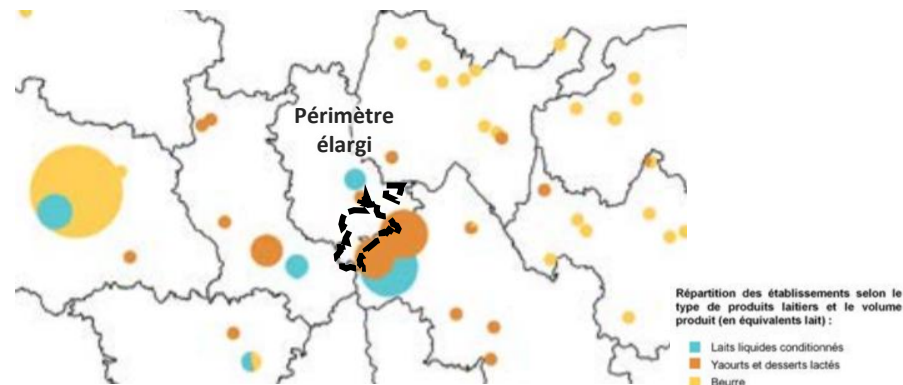 Périmètre
élargi
Répartition des établissements selon le
type de produits laitiers et le volume
produit (en équivalents lait) :
Laits liquides conditionnés
Yaourts et desserts lactés
Beurre